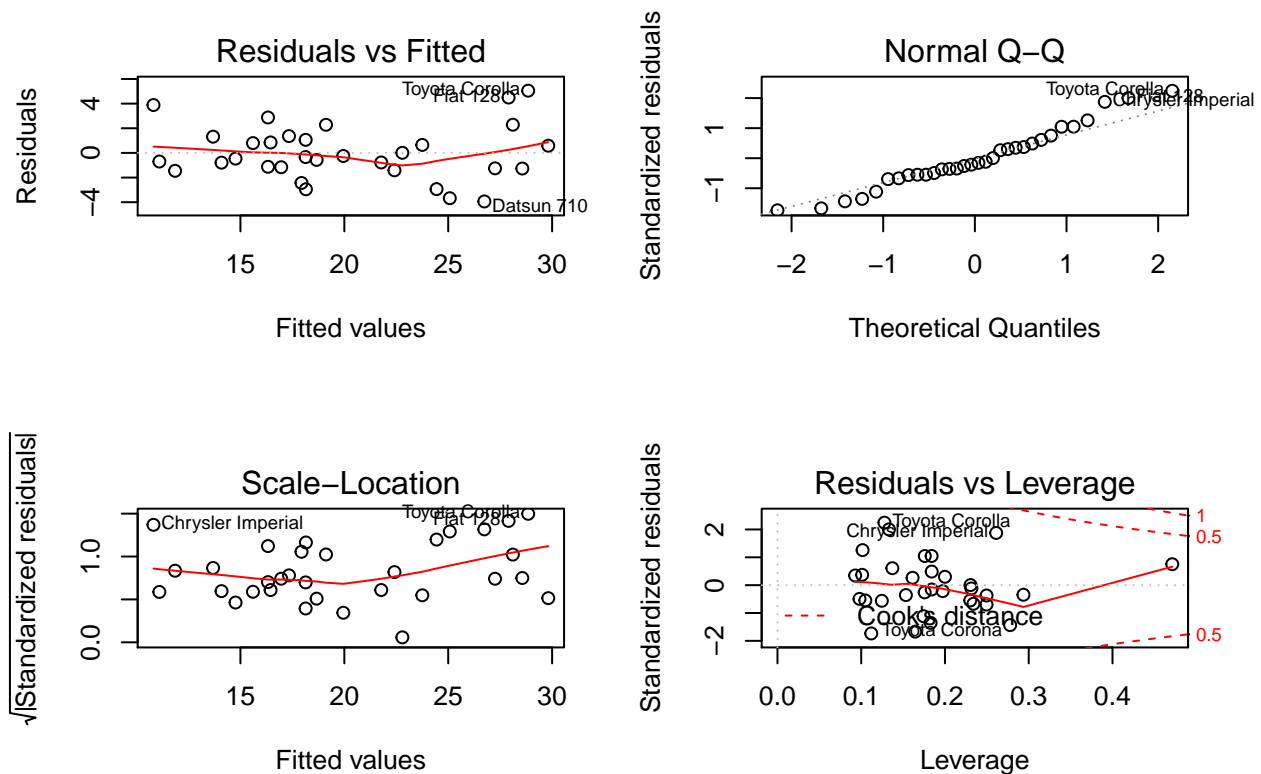 Residuals vs Fitted
Residuals
4
0
−4
Toyota Corolla
Fiat 128
Datsun 710
15 20 25 30
Fitted values
Normal Q−Q
Standardized residuals
1
−1
Toyota Corolla
Fiat 128
Chrysler Imperial
−2 −1 0 1 2
Theoretical Quantiles
Scale−Location
√|Standardized residuals|
1.0
0.0
Chrysler Imperial
Toyota Corolla
Fiat 128
15 20 25 30
Fitted values
Residuals vs Leverage
Standardized residuals
2
0
−2
Toyota Corolla
Chrysler Imperial
Cook's distance
Toyota Corona
1
0.5
0.5
0.0 0.1 0.2 0.3 0.4
Leverage